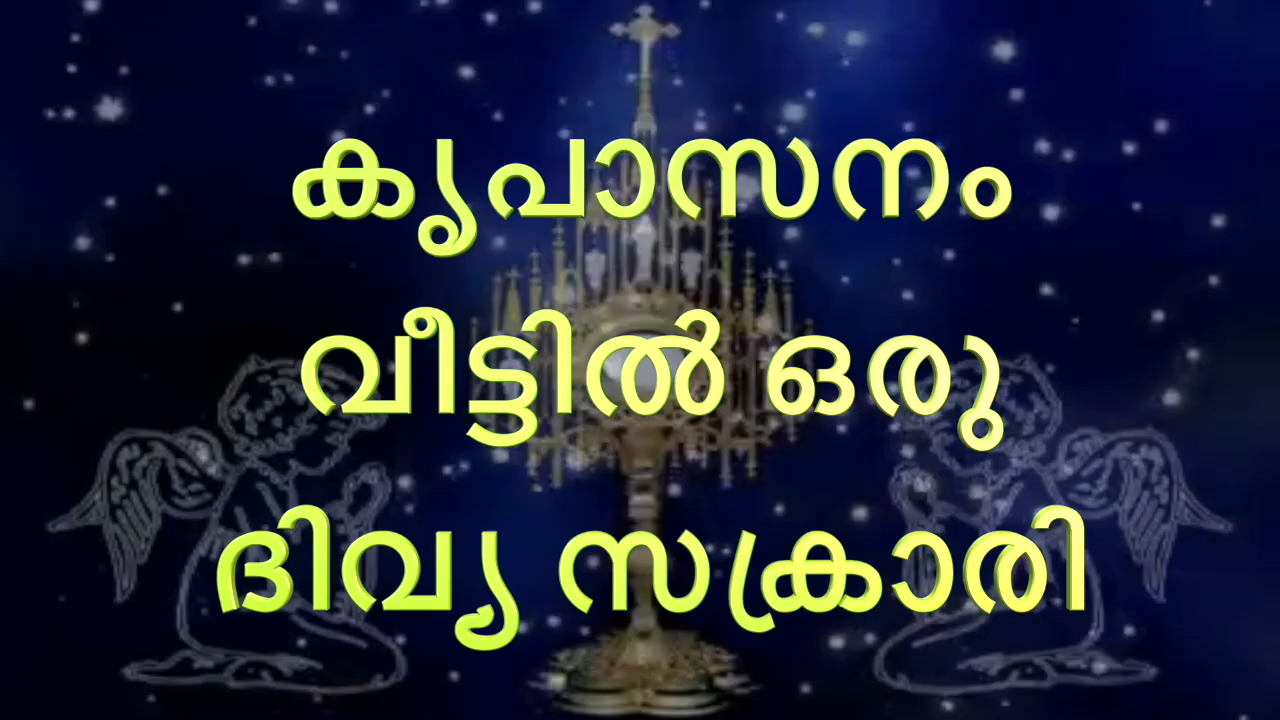 കൃപാസനം
വീട്ടിൽ ഒരു
ദിവ്യ സക്രാരി